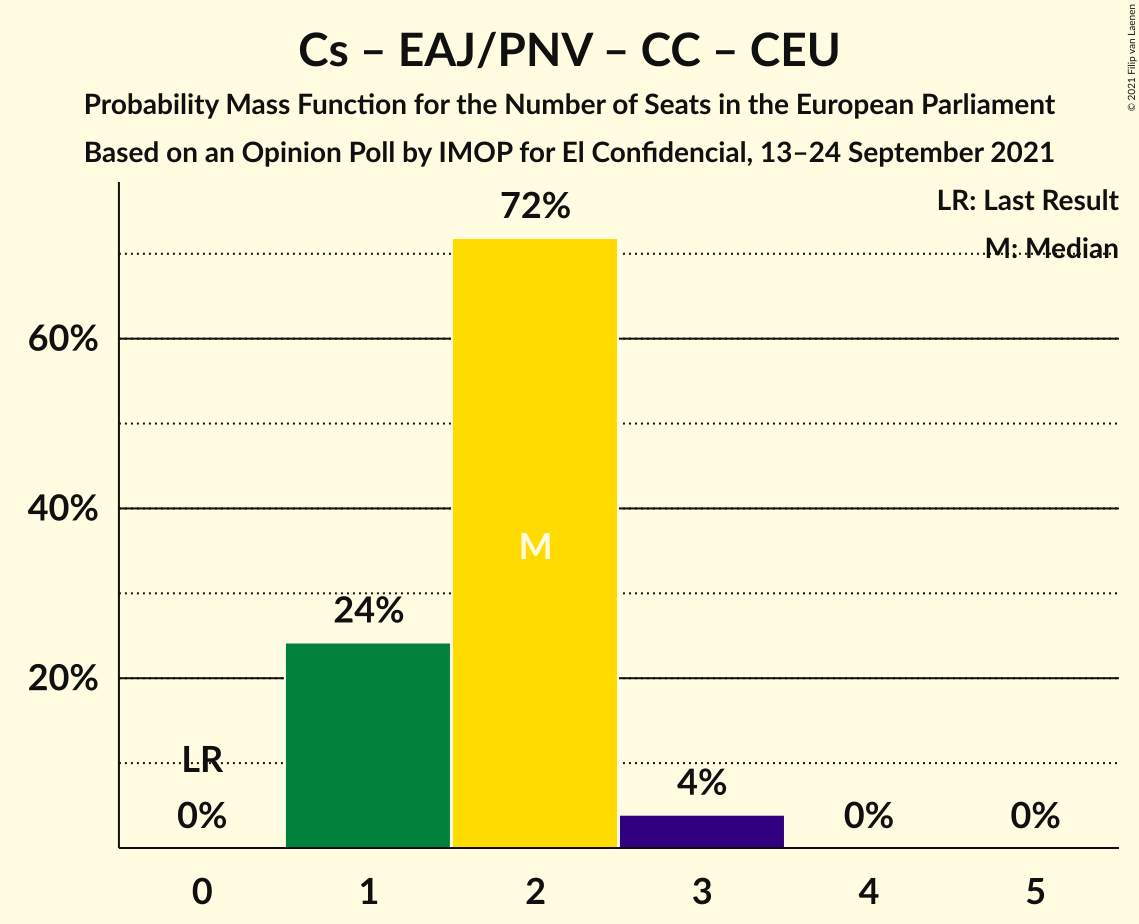 Cs – EAJ/PNV – CC – CEU
Probability Mass Function for the Number of Seats in the European Parliament
Based on an Opinion Poll by IMOP for El Confidencial, 13–24 September 2021
© 2021 Filip van Laenen
LR: Last Result
M: Median
72%
60%
40%
M
24%
20%
LR
4%
0%
0%
0%
0 1 2 3 4 5